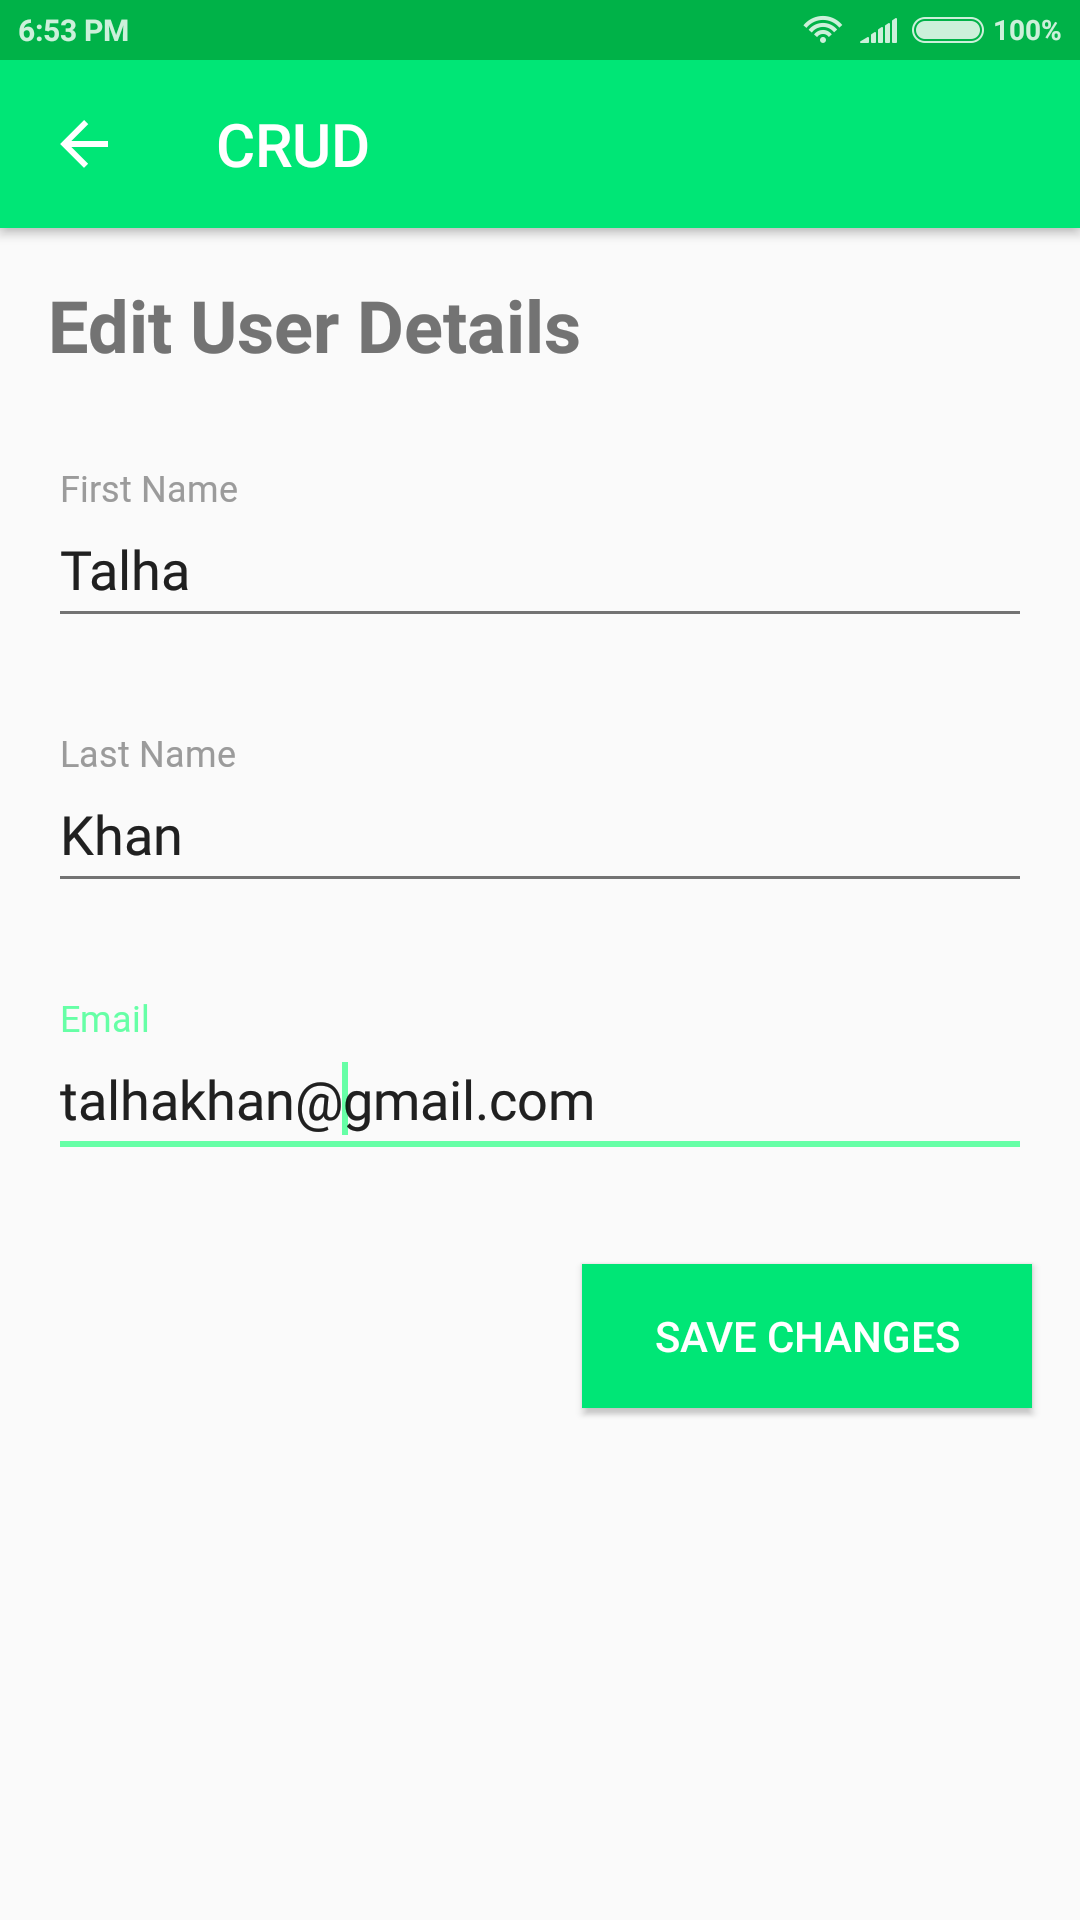 6:53 PM 100%
CRUD
Edit User Details
First Name
Talha
Last Name
Khan
Email
talhakhan@gmail.com
SAVE CHANGES